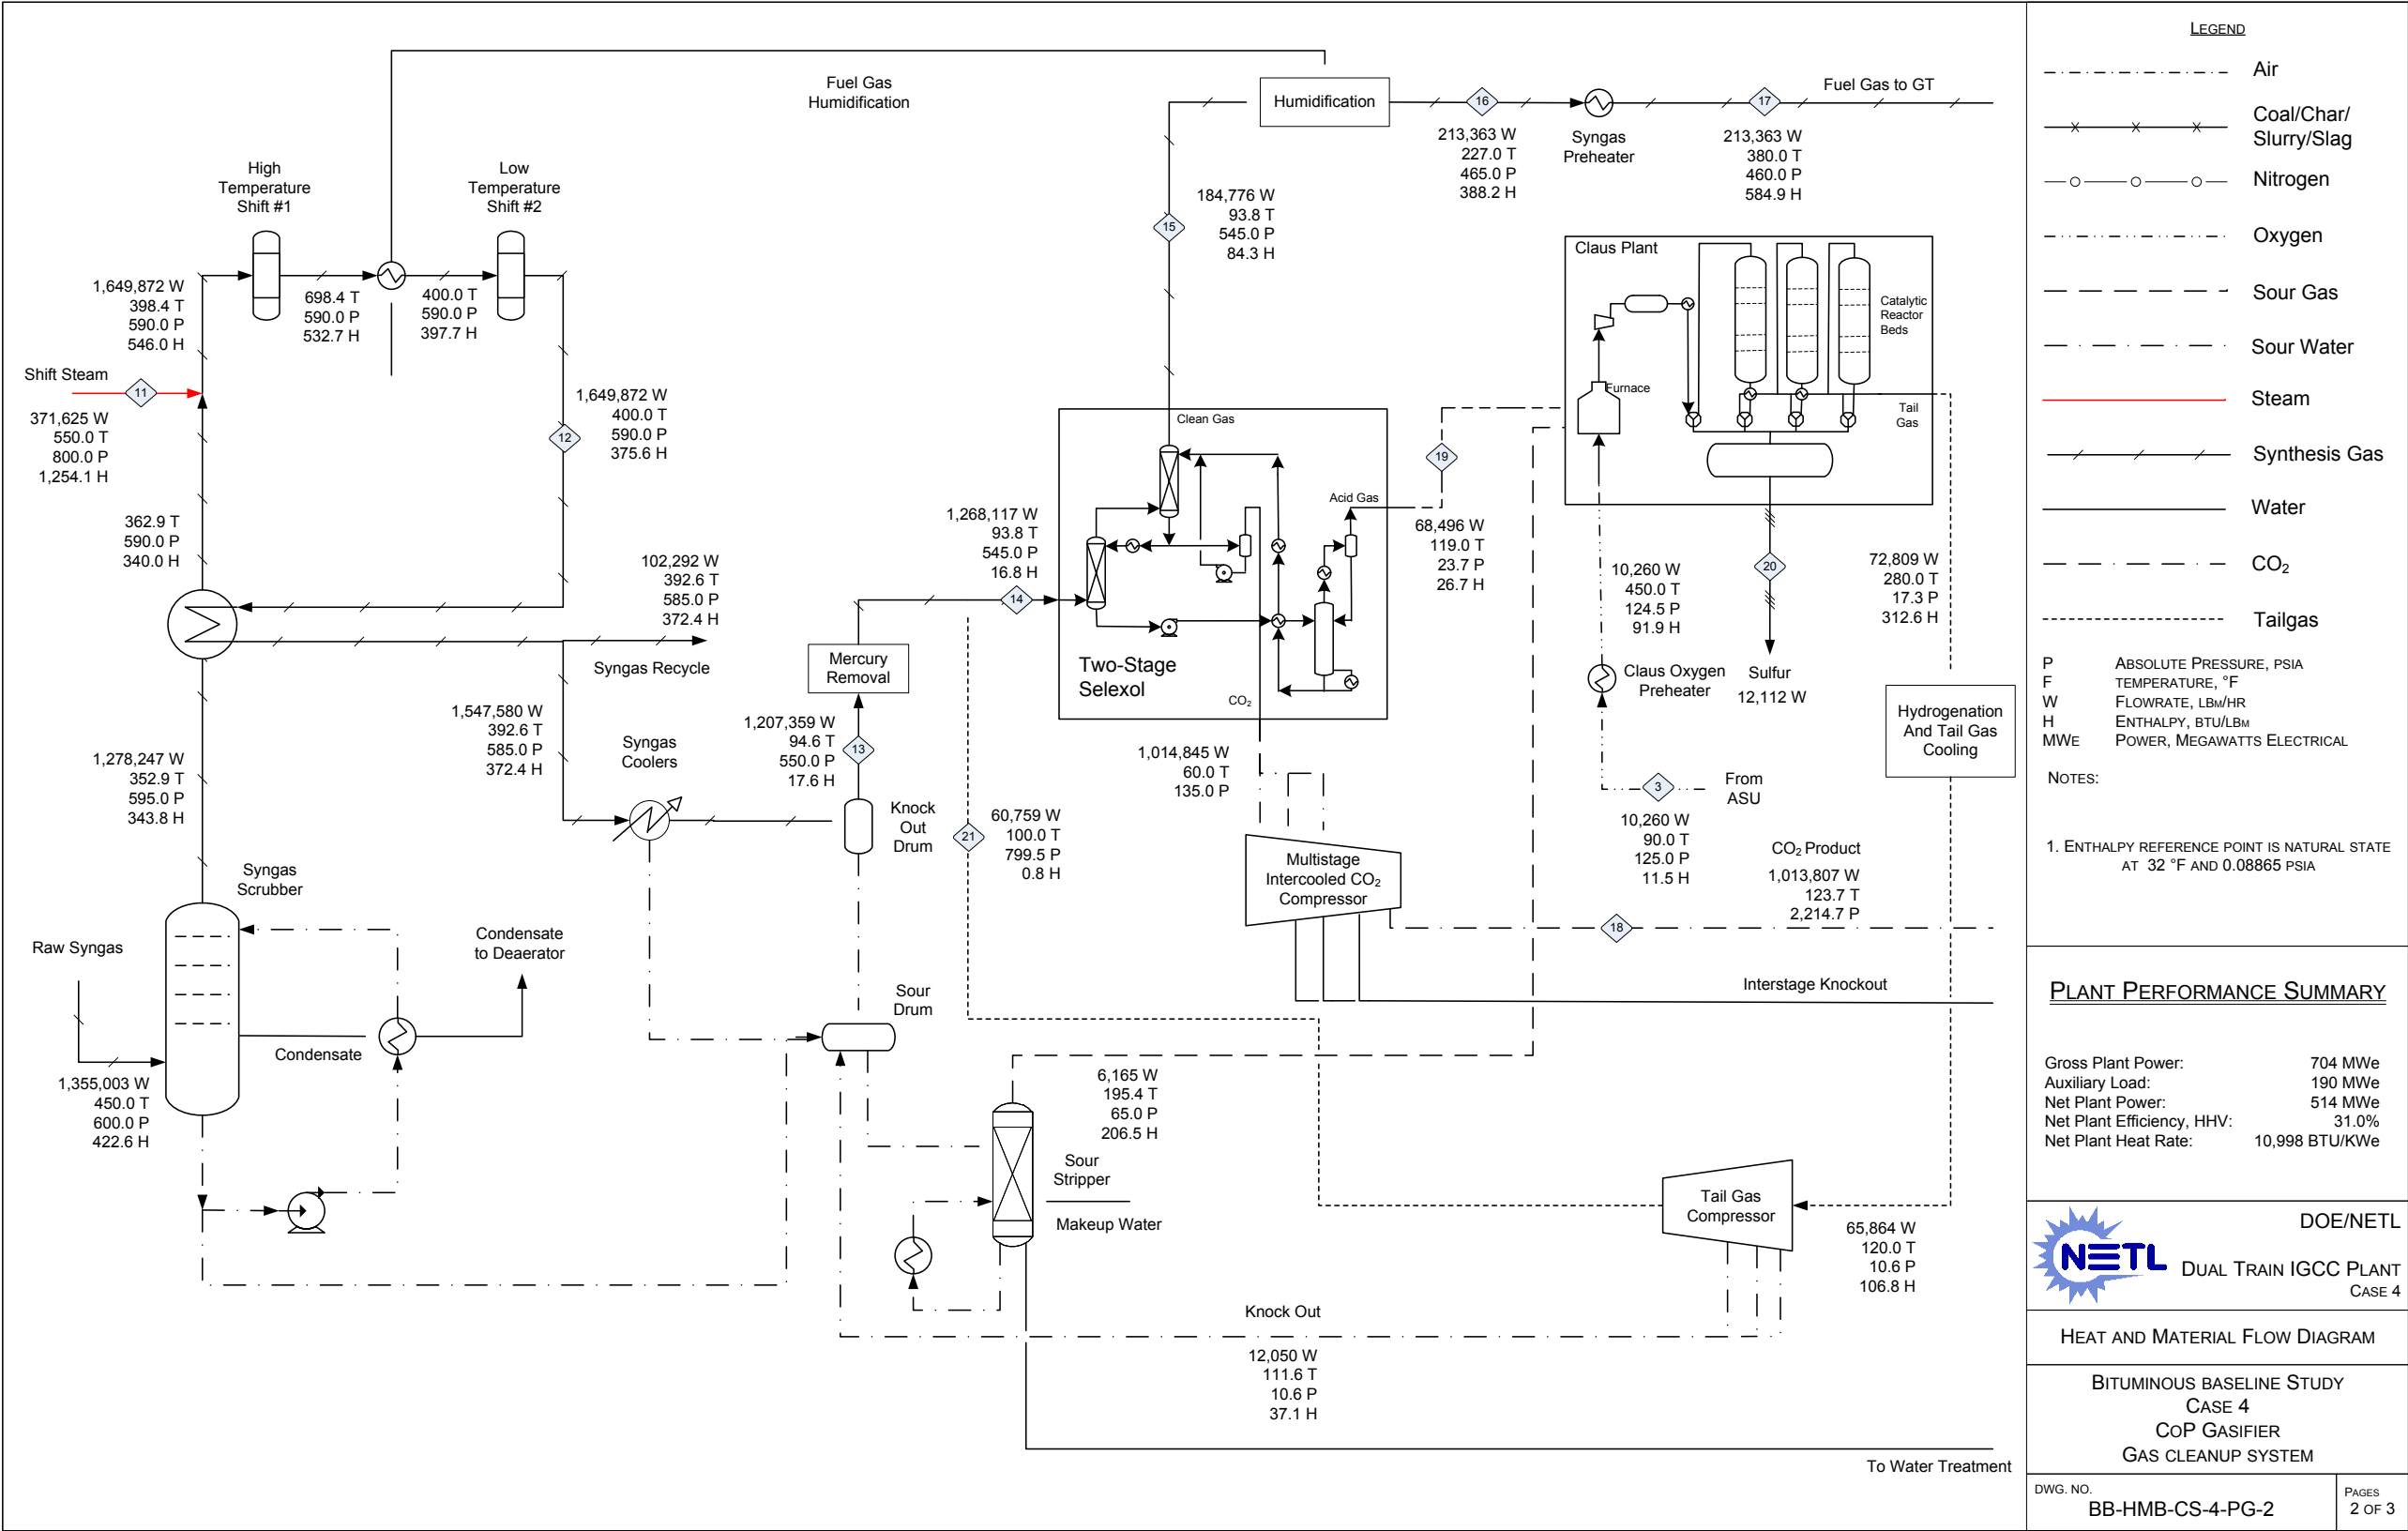 Fuel Gas
Humidification
Humidification
16
213,363 W
227.0 T
465.0 P
388.2 H
Syngas
Preheater
17
Fuel Gas to GT
213,363 W
380.0 T
460.0 P
584.9 H
High
Temperature
Shift #1
Low
Temperature
Shift #2
184,776 W
93.8 T
545.0 P
84.3 H
15
1,649,872 W
398.4 T
590.0 P
546.0 H
698.4 T
590.0 P
532.7 H
400.0 T
590.0 P
397.7 H
Shift Steam
11
371,625 W
550.0 T
800.0 P
1,254.1 H
1,649,872 W
400.0 T
590.0 P
375.6 H
12
362.9 T
590.0 P
340.0 H
102,292 W
392.6 T
585.0 P
372.4 H
Syngas Recycle
1,547,580 W
392.6 T
585.0 P
372.4 H
1,278,247 W
352.9 T
595.0 P
343.8 H
Syngas
Coolers
Mercury
Removal
1,207,359 W
94.6 T
550.0 P
17.6 H
13
Knock
Out
Drum
1,268,117 W
93.8 T
545.0 P
16.8 H
14
Clean Gas
Acid Gas
Two-Stage
Selexol
CO2
19
68,496 W
119.0 T
23.7 P
26.7 H
Claus Plant
Catalytic
Reactor
Beds
Furnace
Tail
Gas
10,260 W
450.0 T
124.5 P
91.9 H
20
72,809 W
280.0 T
17.3 P
312.6 H
Claus Oxygen
Preheater
Sulfur
12,112 W
Hydrogenation
And Tail Gas
Cooling
3
From
ASU
10,260 W
90.0 T
125.0 P
11.5 H
1,014,845 W
60.0 T
135.0 P
21
60,759 W
100.0 T
799.5 P
0.8 H
Multistage
Intercooled CO2
Compressor
CO2 Product
1,013,807 W
123.7 T
2,214.7 P
18
Interstage Knockout
Syngas
Scrubber
Raw Syngas
1,355,003 W
450.0 T
600.0 P
422.6 H
Condensate
to Deaerator
Condensate
Sour
Drum
6,165 W
195.4 T
65.0 P
206.5 H
Sour
Stripper
Makeup Water
Tail Gas
Compressor
65,864 W
120.0 T
10.6 P
106.8 H
Knock Out
12,050 W
111.6 T
10.6 P
37.1 H
To Water Treatment
LEGEND
Air
Coal/Char/
Slurry/Slag
Nitrogen
Oxygen
Sour Gas
Sour Water
Steam
Synthesis Gas
Water
CO2
Tailgas
P ABSOLUTE PRESSURE, PSIA
F TEMPERATURE, °F
W FLOWRATE, LBM/HR
H ENTHALPY, BTU/LBM
MWE POWER, MEGAWATTS ELECTRICAL
NOTES:
1. ENTHALPY REFERENCE POINT IS NATURAL STATE
AT 32 °F AND 0.08865 PSIA
PLANT PERFORMANCE SUMMARY
Gross Plant Power: 704 MWe
Auxiliary Load: 190 MWe
Net Plant Power: 514 MWe
Net Plant Efficiency, HHV: 31.0%
Net Plant Heat Rate: 10,998 BTU/KWe
NETL
DOE/NETL
DUAL TRAIN IGCC PLANT
CASE 4
HEAT AND MATERIAL FLOW DIAGRAM
BITUMINOUS BASELINE STUDY
CASE 4
COP GASIFIER
GAS CLEANUP SYSTEM
DWG. NO.
BB-HMB-CS-4-PG-2
PAGES
2 OF 3